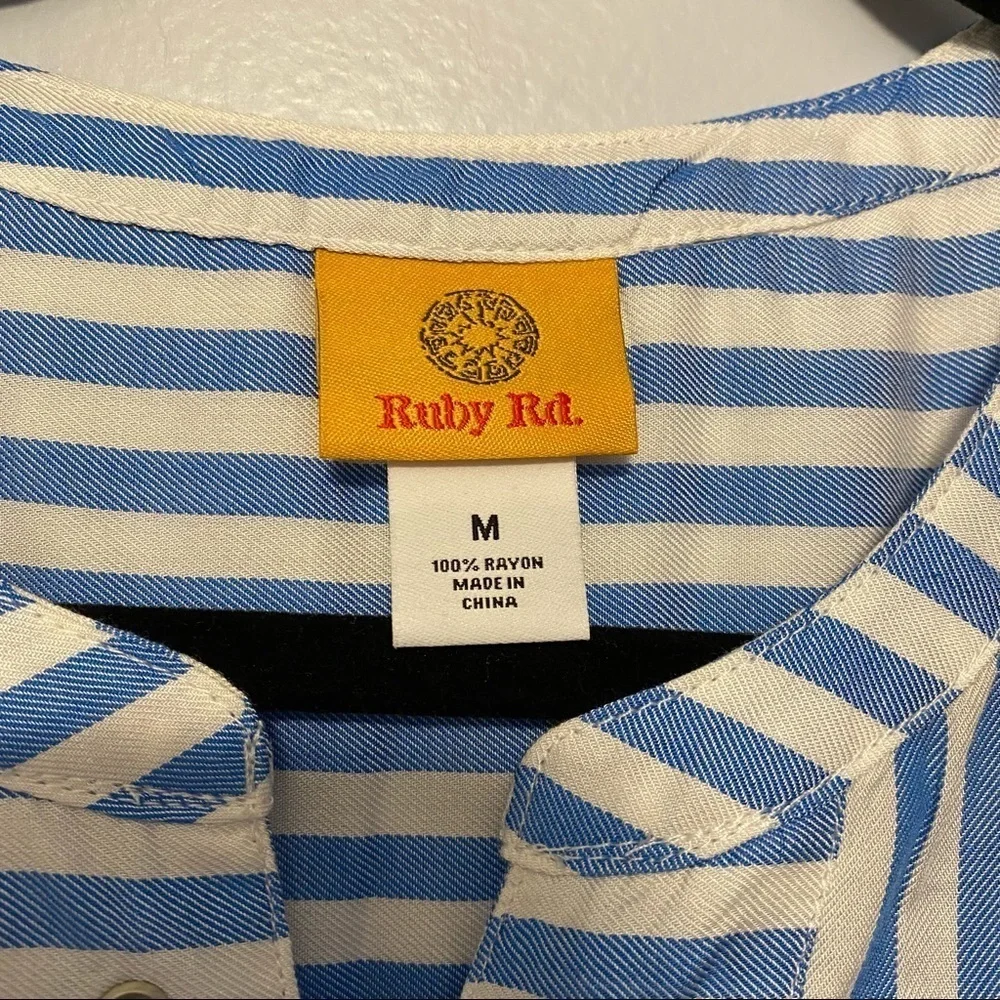 Ruby Rd.
M
100% RAYON
MADE IN
CHINA